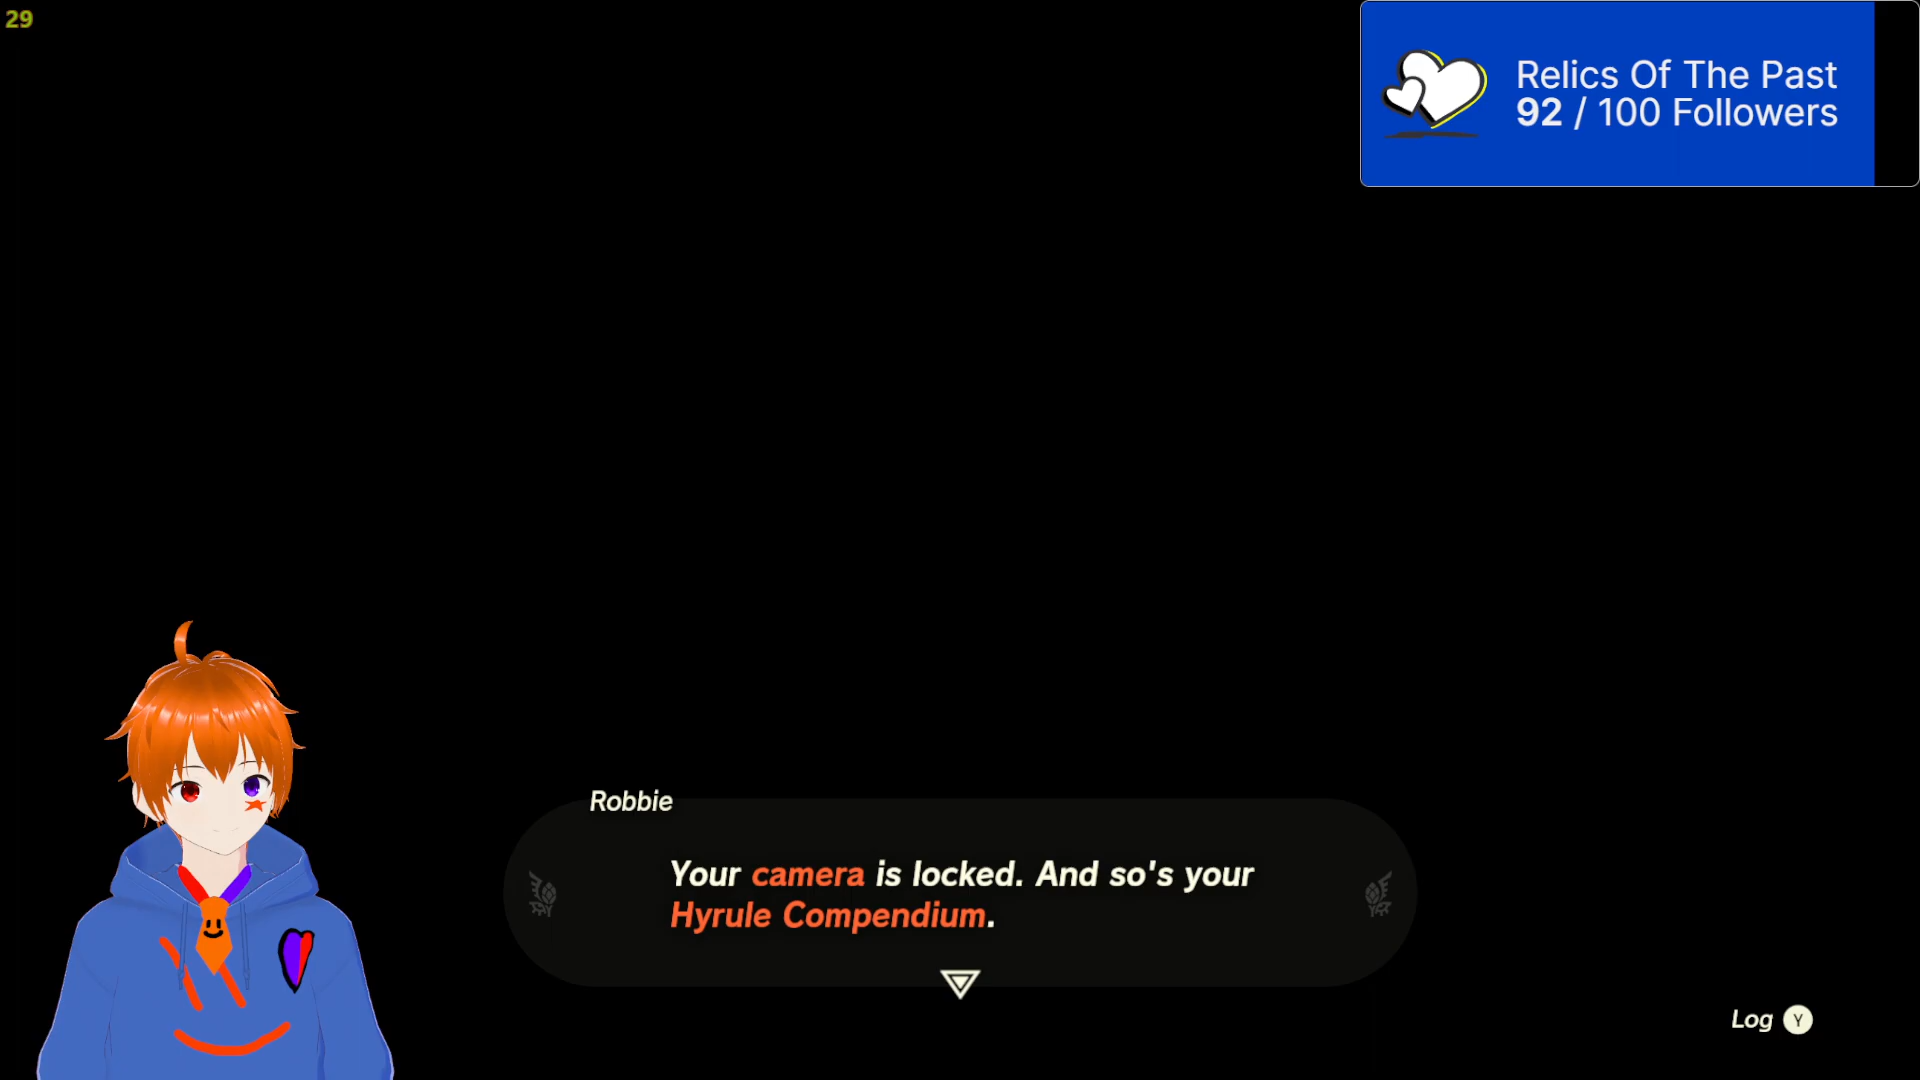 29
Relics Of The Past
92 / 100 Followers
Robbie
Your camera is locked. And so's your
Hyrule Compendium.
Log Y